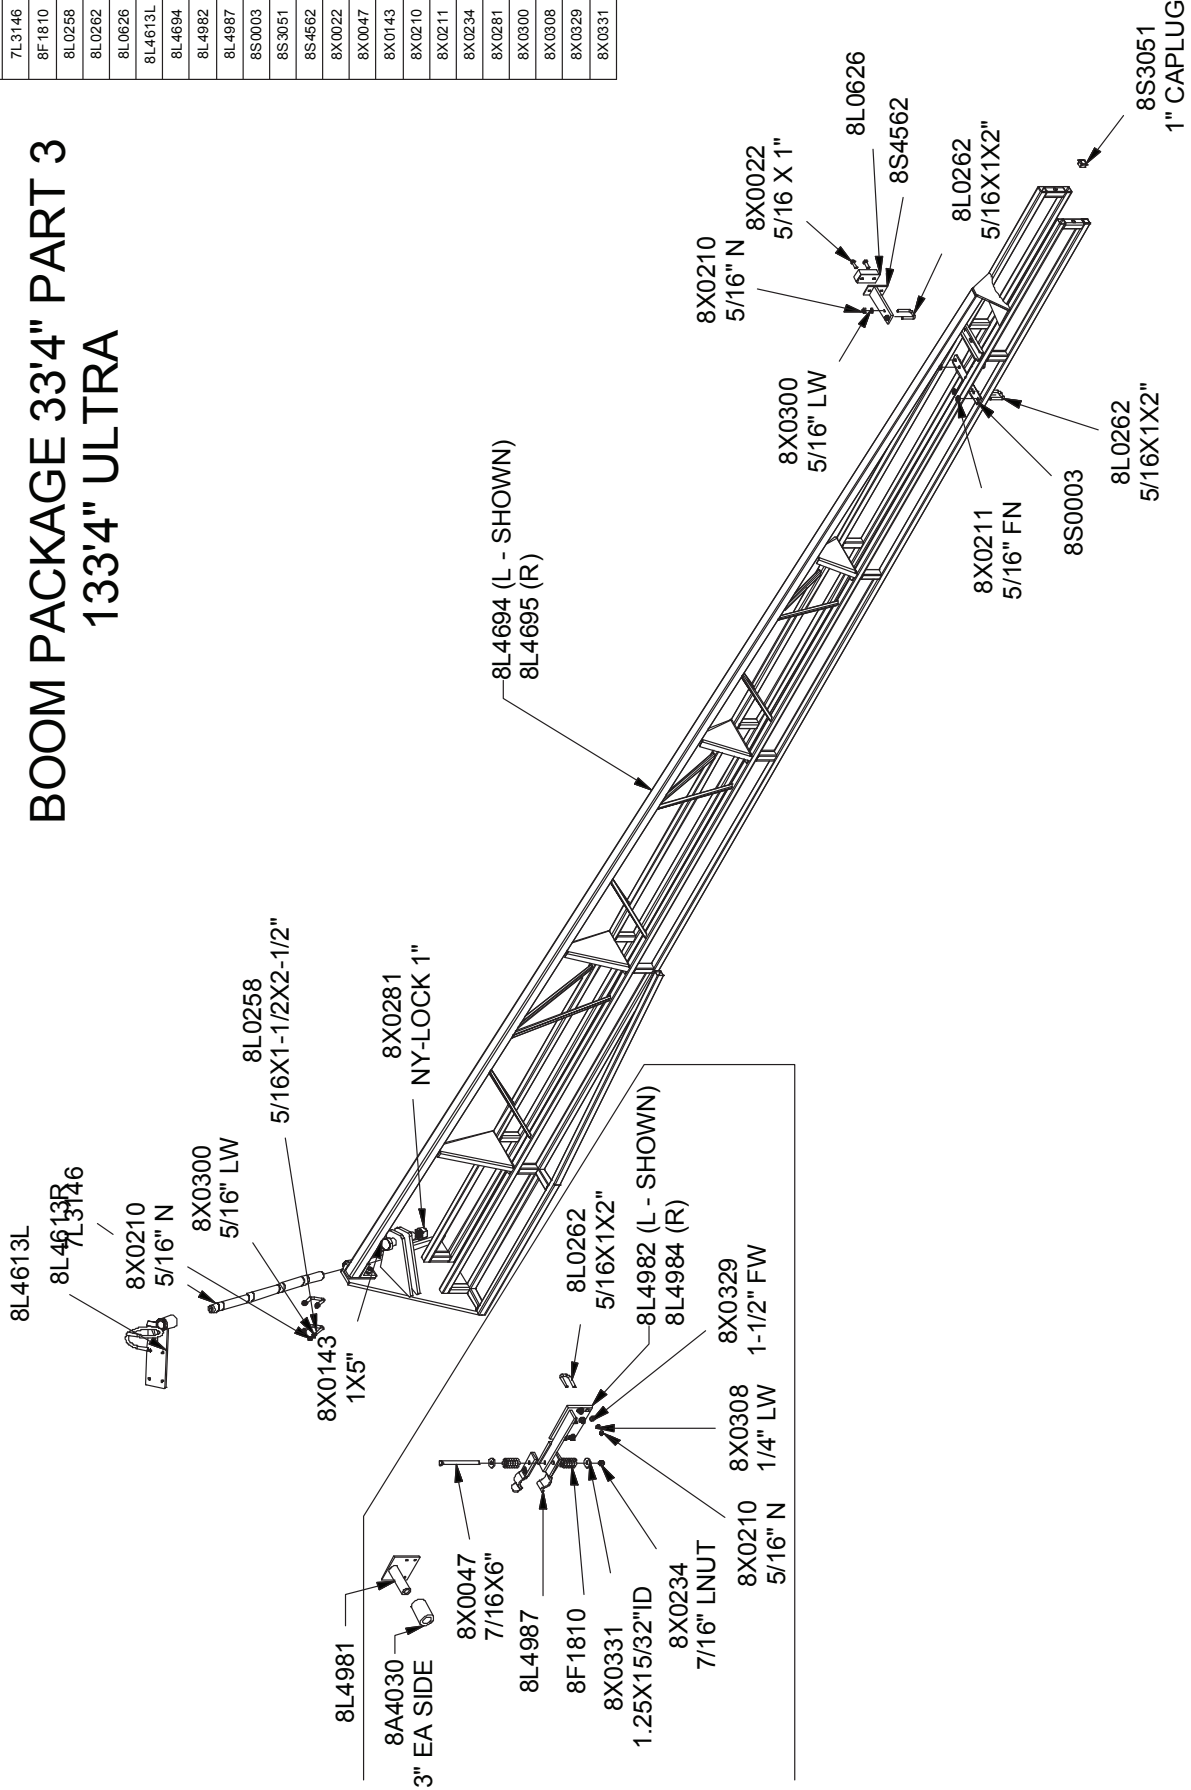 7L3146
8F1810
8L0258
8L0262
8L0626
8L4613L
8L4694
8L4982
8L4987
8S0003
8S3051
8S4562
8X0022
8X0047
8X0143
8X0210
8X0211
8X0234
8X0281
8X0300
8X0308
8X0329
8X0331
BOOM PACKAGE 33'4" PART 3
133'4" ULTRA
8L4613L
8L4613R
7L3146
8X0210
5/16" N
8X0300
5/16" LW
8L0258
5/16X1-1/2X2-1/2"
8X0143
1X5"
8X0281
NY-LOCK 1"
8L4694 (L - SHOWN)
8L4695 (R)
8X0210
5/16" N
8X0022
5/16 X 1"
8L0626
8S4562
8L0262
5/16X1X2"
8S3051
1" CAPLUG
8X0300
5/16" LW
8X0211
5/16" FN
8S0003
8L0262
5/16X1X2"
8L4981
8A4030
3" EA SIDE
8X0047
7/16X6"
8L4987
8F1810
8X0331
1.25X15/32"ID
8X0234
7/16" LNUT
8X0210
5/16" N
8X0308
1/4" LW
8X0329
1-1/2" FW
8L4982 (L - SHOWN)
8L4984 (R)
8L0262
5/16X1X2"